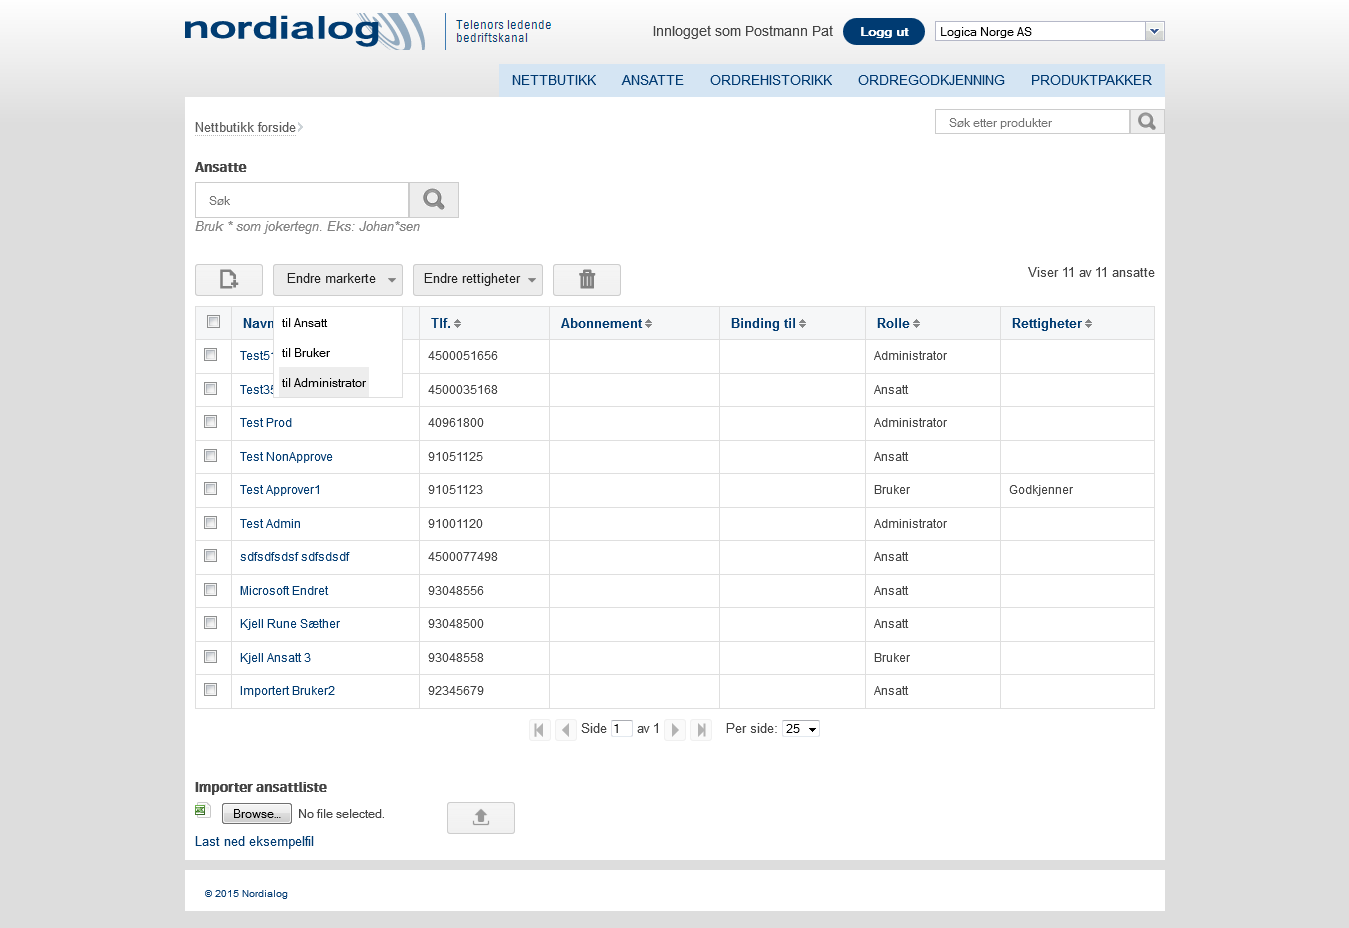 nordialog
Telenors ledende
bedriftskanal
Innlogget som Postmann Pat
Logg ut
Logica Norge AS
NETTBUTIKK ANSATTE ORDREHISTORIKK ORDREGODKJENNING PRODUKTPAKKER
Nettbutikk forside
Søk etter produkter
Ansatte
Søk
Bruk * som jokertegn. Eks: Johan*sen
Endre markerte Endre rettigheter
Viser 11 av 11 ansatte
Navn Tlf. Abonnement Binding til Rolle Rettigheter
til Ansatt
til Bruker
til Administrator
Test51 4500051656 Administrator
Test35 4500035168 Ansatt
Test Prod 40961800 Administrator
Test NonApprove 91051125 Ansatt
Test Approver1 91051123 Bruker Godkjenner
Test Admin 91001120 Administrator
sdfsdfsdsf sdfsdsdf 4500077498 Ansatt
Microsoft Endret 93048556 Ansatt
Kjell Rune Sæther 93048500 Ansatt
Kjell Ansatt 3 93048558 Bruker
Importert Bruker2 92345679 Ansatt
Side 1 av 1 Per side: 25
Importer ansattliste
Browse... No file selected.
Last ned eksempelfil
© 2015 Nordialog